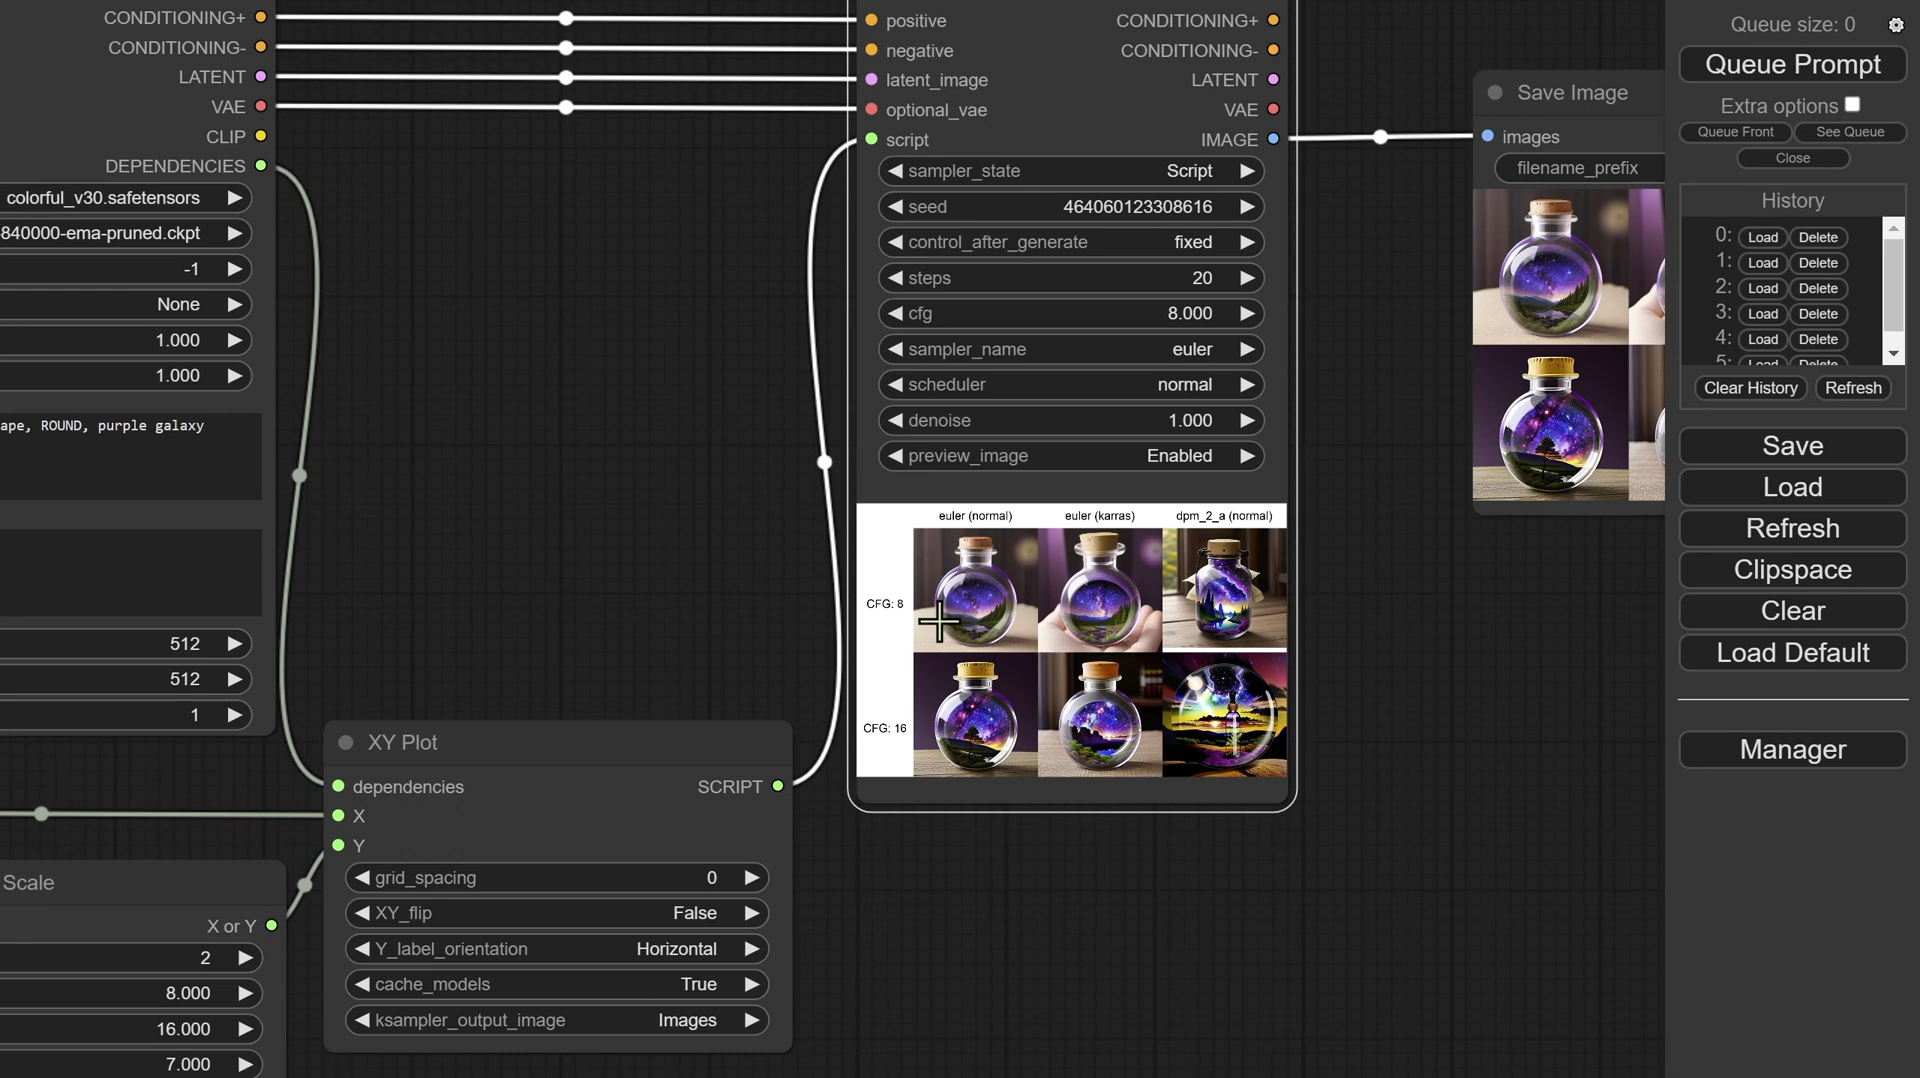 CONDITIONING+
CONDITIONING-
LATENT
VAE
CLIP
DEPENDENCIES
colorful_v30.safetensors
840000-ema-pruned.ckpt
-1
None
1.000
1.000
ape, ROUND, purple galaxy
512
512
1
Scale
X or Y
2
8.000
16.000
7.000
XY Plot
dependencies SCRIPT
X
Y
grid_spacing 0
XY_flip False
Y_label_orientation Horizontal
cache_models True
ksampler_output_image Images
positive CONDITIONING+
negative CONDITIONING-
latent_image LATENT
optional_vae VAE
script IMAGE
sampler_state Script
seed 464060123308616
control_after_generate fixed
steps 20
cfg 8.000
sampler_name euler
scheduler normal
denoise 1.000
preview_image Enabled
euler (normal) euler (karras) dpm_2_a (normal)
CFG: 8
CFG: 16
Save Image
images
filename_prefix
Queue size: 0
Queue Prompt
Extra options
Queue Front See Queue
Close
History
0: Load Delete
1: Load Delete
2: Load Delete
3: Load Delete
4: Load Delete
5: Load Delete
Clear History Refresh
Save
Load
Refresh
Clipspace
Clear
Load Default
Manager